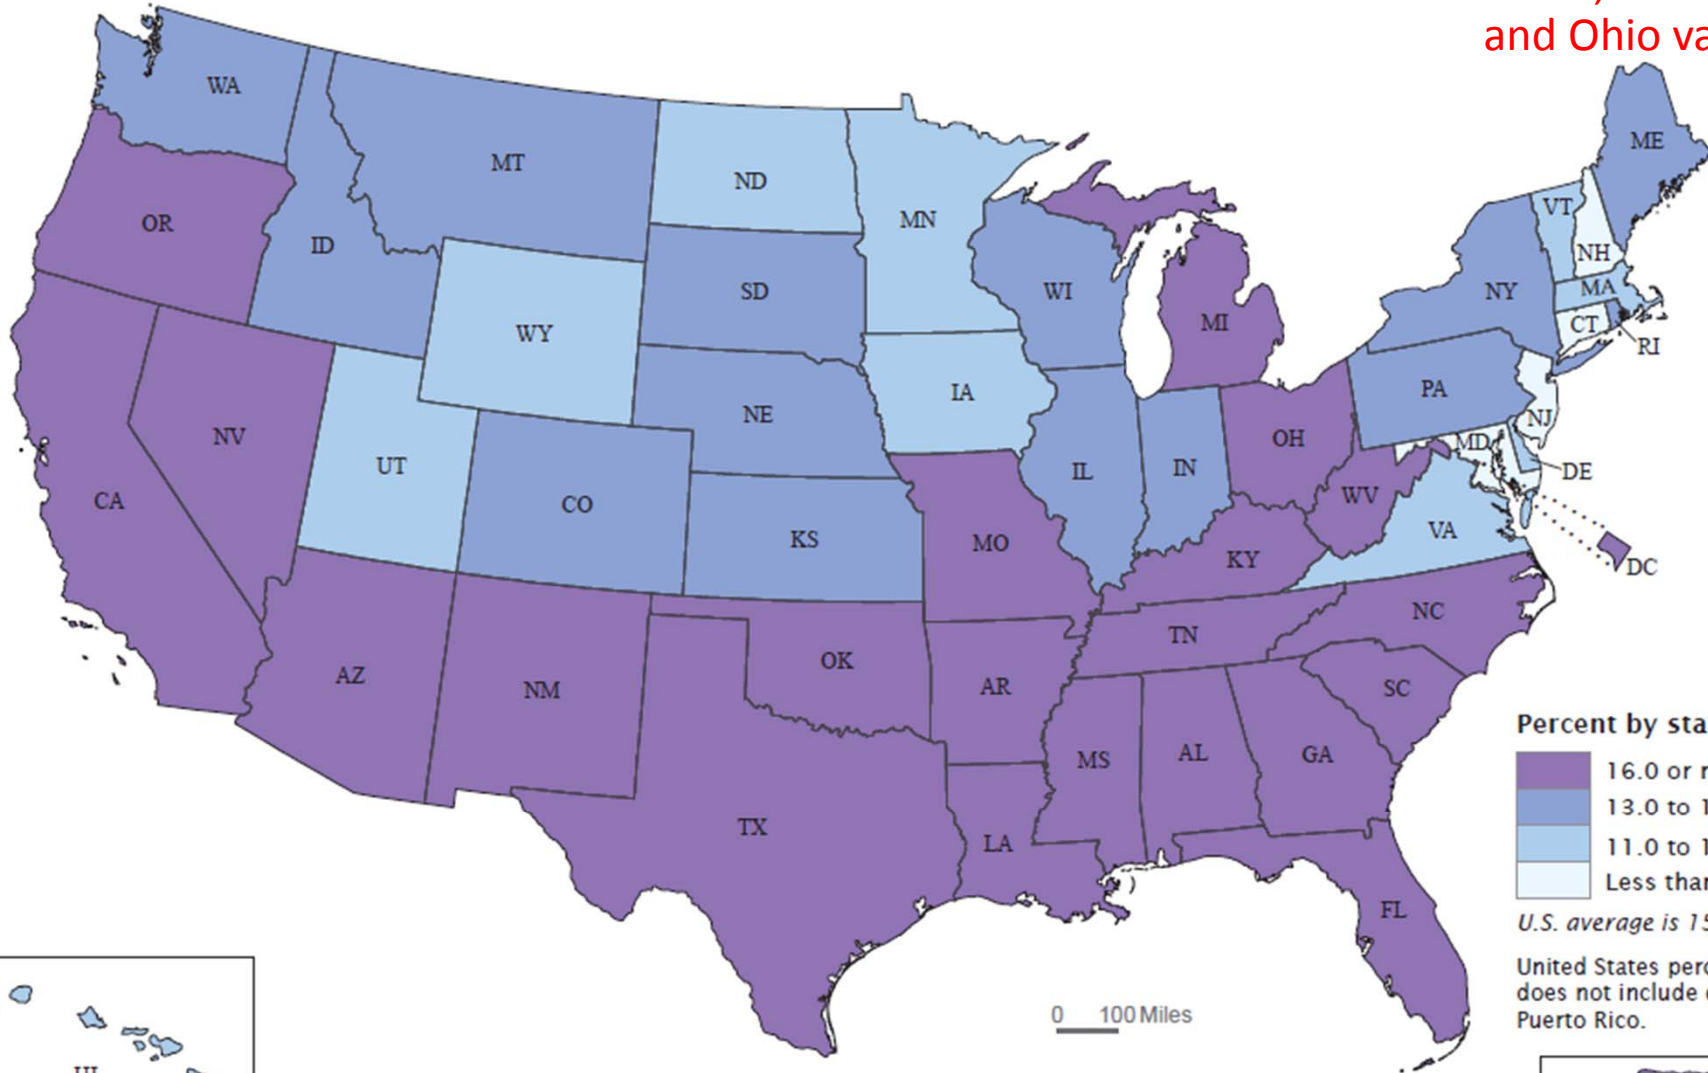 and Ohio va
WA
MT
ND
MN
ME
OR
ID
SD
WI
MI
NY
VT
NH
MA
CT
RI
WY
IA
NE
PA
NJ
NV
UT
CO
IL
IN
OH
MD
DE
CA
KS
MO
WV
VA
KY
DC
AZ
NM
OK
AR
TN
NC
SC
MS
AL
GA
TX
LA
FL
Percent by sta
16.0 or
13.0 to 1
11.0 to 1
Less than
U.S. average is 15
United States perc
does not include
Puerto Rico.
0 100 Miles